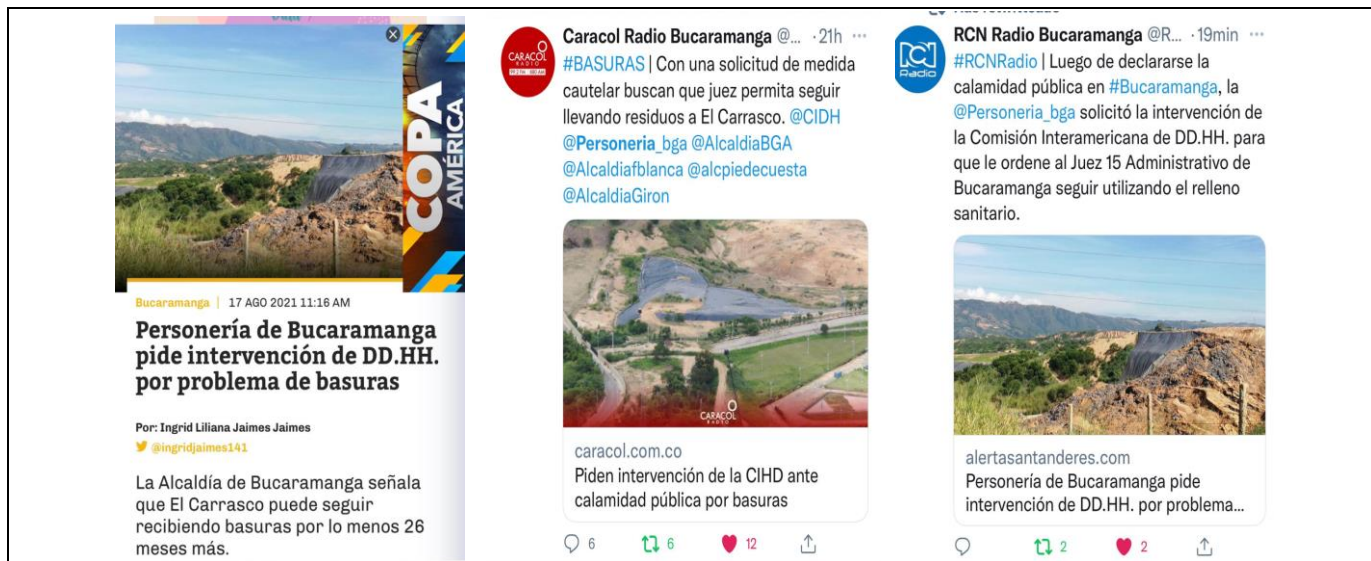 COPA
AMÉRICA
Bucaramanga | 17 AGO 2021 11:16 AM
Personería de Bucaramanga
pide intervención de DD.HH.
por problema de basuras
Por: Ingrid Liliana Jaimes Jaimes
@ingridjaimes141
La Alcaldía de Bucaramanga señala
que El Carrasco puede seguir
recibiendo basuras por lo menos 26
meses más.
CARACOL
RADIO
Caracol Radio Bucaramanga @... · 21h ···
#BASURAS | Con una solicitud de medida
cautelar buscan que juez permita seguir
llevando residuos a El Carrasco. @CIDH
@Personeria_bga @AlcaldiaBGA
@Alcaldiafblanca @alcpiedecuesta
@AlcaldiaGiron
CARACOL
RADIO
caracol.com.co
Piden intervención de la CIHD ante
calamidad pública por basuras
6 6 12
RCN
Radio
RCN Radio Bucaramanga @R... · 19min ···
#RCNRadio | Luego de declararse la
calamidad pública en #Bucaramanga, la
@Personeria_bga solicitó la intervención de
la Comisión Interamericana de DD.HH. para
que le ordene al Juez 15 Administrativo de
Bucaramanga seguir utilizando el relleno
sanitario.
alertasantanderes.com
Personería de Bucaramanga pide
intervención de DD.HH. por problema...
2 2